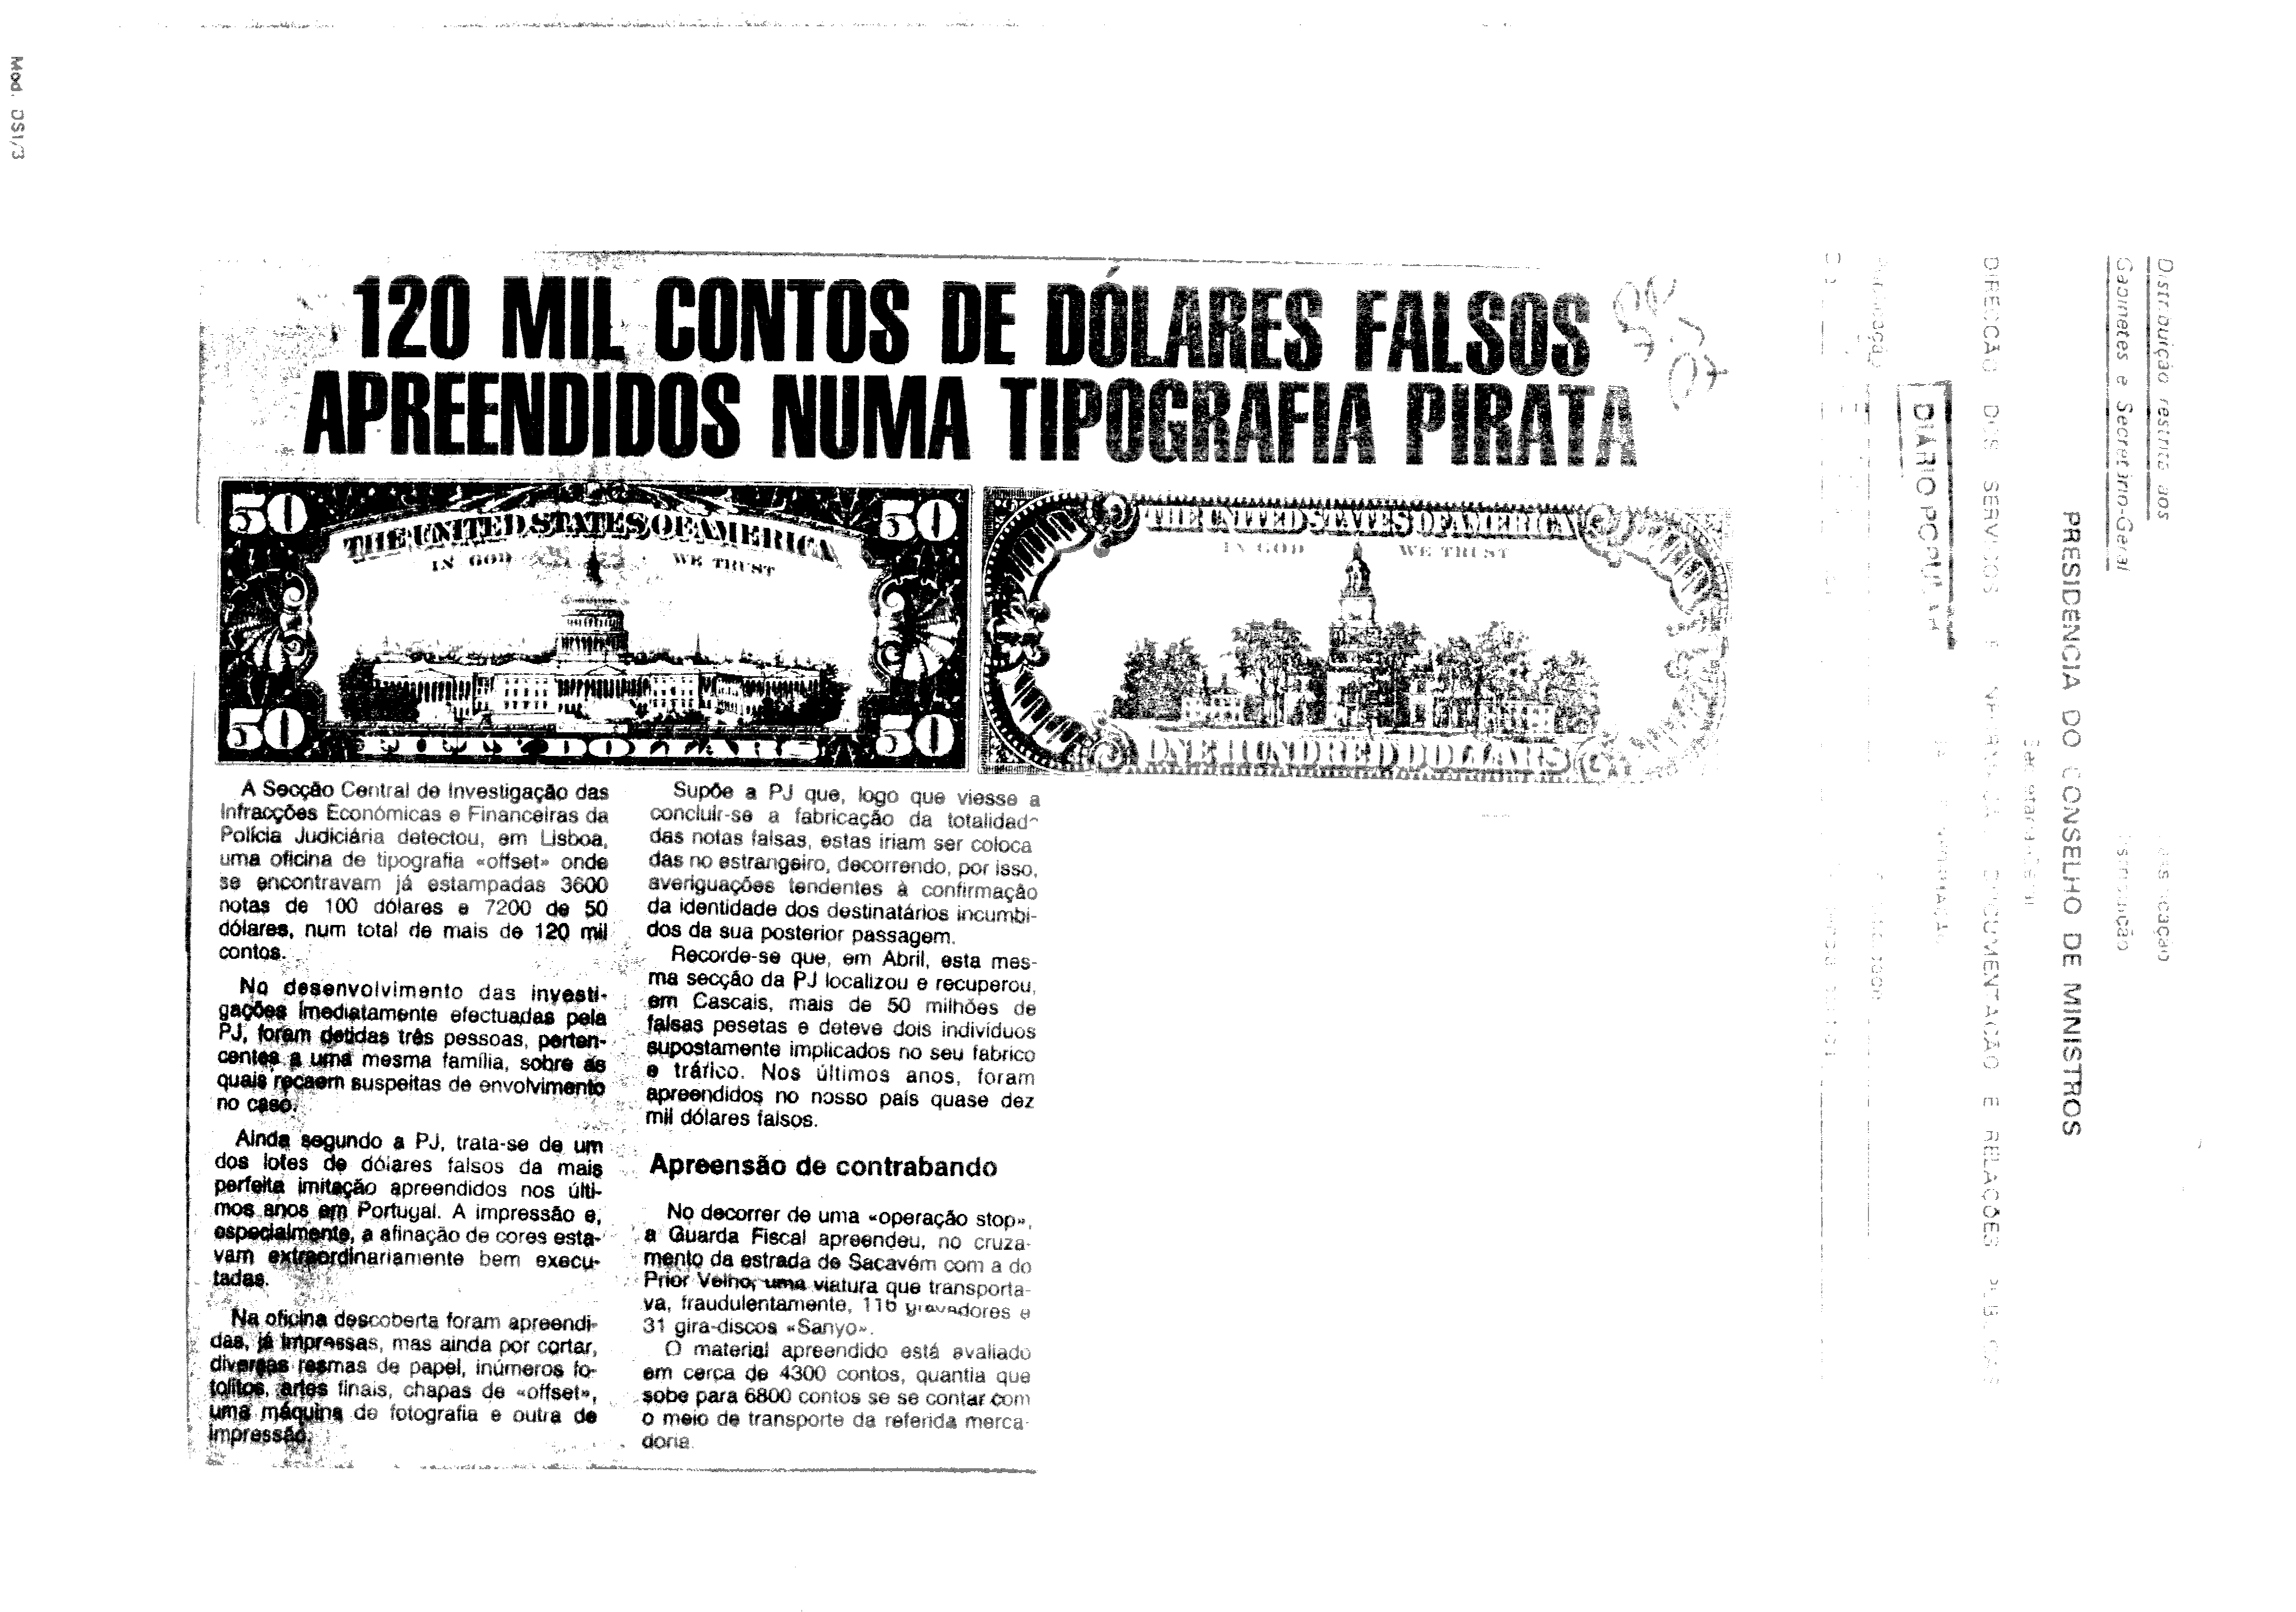 Mod. DS1/3
120 MIL CONTOS DE DÓLARES FALSOS
APREENDIDOS NUMA TIPOGRAFIA PIRATA
50 THE UNITED STATES OF AMERICA 50
IN GOD WE TRUST
50 FIFTY DOLLARS 50
THE UNITED STATES OF AMERICA
IN GOD WE TRUST
ONE HUNDRED DOLLARS
A Secção Central de Investigação das
Infracções Económicas e Financeiras da
Polícia Judiciária detectou, em Lisboa,
uma oficina de tipografia «offset» onde
se encontravam já estampadas 3600
notas de 100 dólares e 7200 de 50
dólares, num total de mais de 120 mil
contos.
No desenvolvimento das investi-
gações imediatamente efectuadas pela
PJ, foram detidas três pessoas, perten-
centes a uma mesma família, sobre as
quais recaem suspeitas de envolvimento
no caso.
Ainda segundo a PJ, trata-se de um
dos lotes de dólares falsos da mais
perfeita imitação apreendidos nos últi-
mos anos em Portugal. A impressão e,
especialmente, a afinação de cores esta-
vam extraordinariamente bem execu-
tadas.
Na oficina descoberta foram apreendi-
das, já impressas, mas ainda por cortar,
diversas resmas de papel, inúmeros fo-
tolitos, artes finais, chapas de «offset»,
uma máquina de fotografia e outra de
impressão.
Supõe a PJ que, logo que viesse a
concluir-se a fabricação da totalidad
das notas falsas, estas iriam ser coloca
das no estrangeiro, decorrendo, por isso,
averiguações tendentes à confirmação
da identidade dos destinatários incumbi-
dos da sua posterior passagem.
Recorde-se que, em Abril, esta mes-
ma secção da PJ localizou e recuperou,
em Cascais, mais de 50 milhões de
falsas pesetas e deteve dois indivíduos
supostamente implicados no seu fabrico
e tráfico. Nos últimos anos, foram
apreendidos no nosso país quase dez
mil dólares falsos.
Apreensão de contrabando
No decorrer de uma «operação stop»,
a Guarda Fiscal apreendeu, no cruza-
mento da estrada de Sacavém com a do
Prior Velho, uma viatura que transporta-
va, fraudulentamente, 116 gravadores e
31 gira-discos «Sanyo».
O material apreendido está avaliado
em cerca de 4300 contos, quantia que
sobe para 6800 contos se se contar com
o meio de transporte da referida merca-
doria.
Distribuição restrita aos
Gabinetes e Secretário-Geral
PRESIDÊNCIA DO CONSELHO DE MINISTROS
DIRECÇÃO DOS SERVIÇOS DOCUMENTAÇÃO E RELAÇÕES
DIÁRIO POPULAR